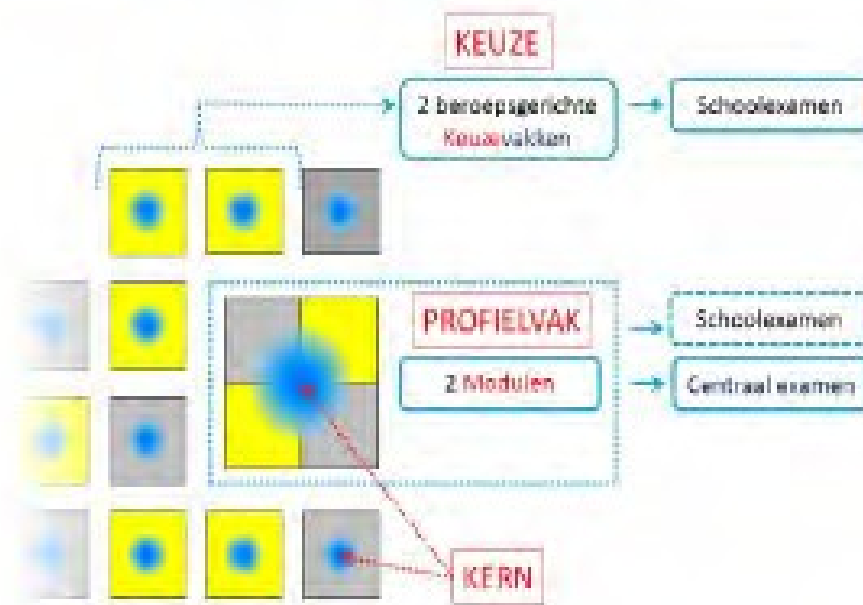 KEUZE
2 beroepsgerichte
Keuzevakken
Schoolexamen
PROFIELVAK
Schoolexamen
2 Modulen
Centraal examen
KERN